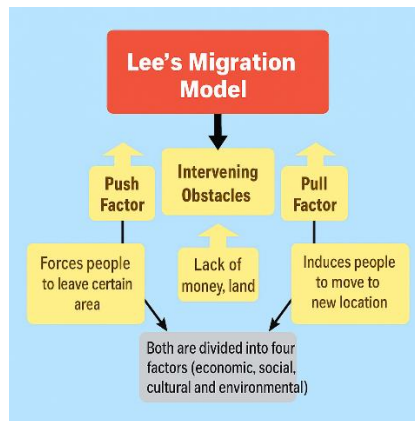 Lee's Migration
Model
Push
Factor
Intervening
Obstacles
Pull
Factor
Forces people
to leave certain
area
Lack of
money, land
Induces people
to move to
new location
Both are divided into four
factors (economic, social,
cultural and environmental)